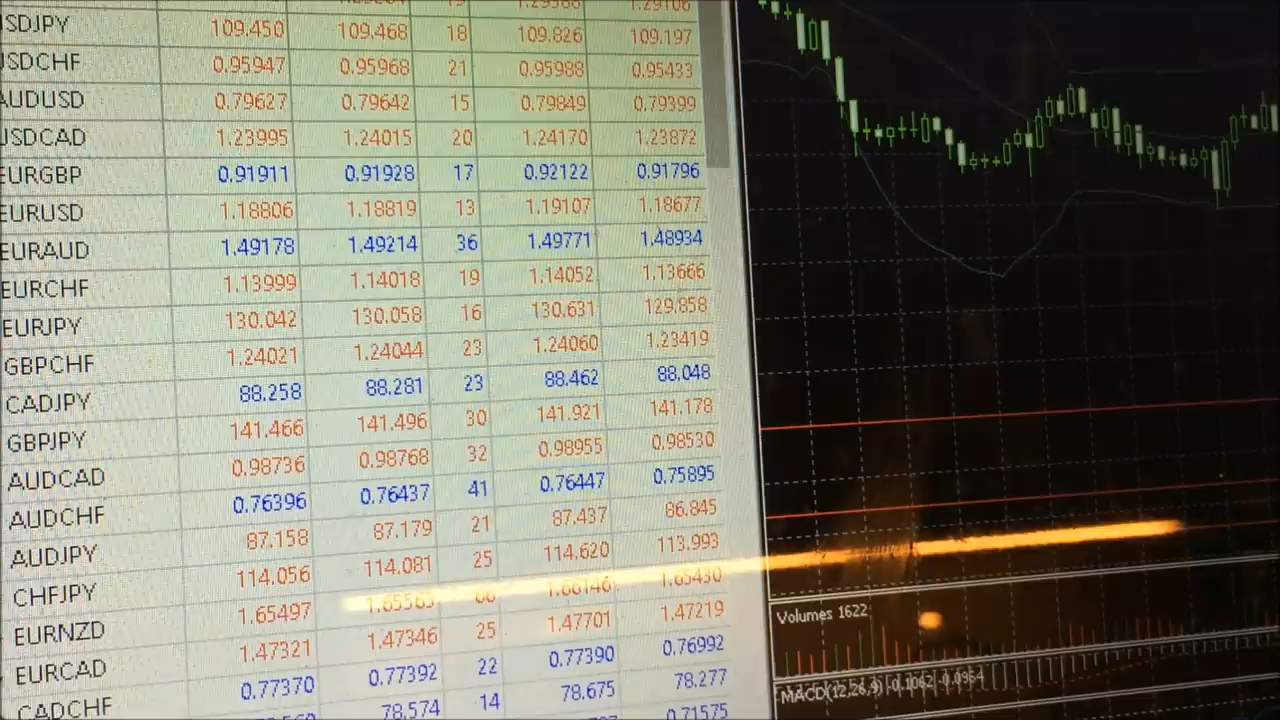 1.29106
SDJPY 109.450 109.468 18 109.826 109.197
SDCHF 0.95947 0.95968 21 0.95988 0.95433
AUDUSD 0.79627 0.79642 15 0.79849 0.79399
SDCAD 1.23995 1.24015 20 1.24170 1.23872
EURGBP 0.91911 0.91928 17 0.92122 0.91796
EURUSD 1.18806 1.18819 13 1.19107 1.18677
EURAUD 1.49178 1.49214 36 1.49771 1.48934
EURCHF 1.13999 1.14018 19 1.14052 1.13666
EURJPY 130.042 130.058 16 130.631 129.858
GBPCHF 1.24021 1.24044 23 1.24060 1.23419
CADJPY 88.258 88.281 23 88.462 88.048
GBPJPY 141.466 141.496 30 141.921 141.178
AUDCAD 0.98736 0.98768 32 0.98955 0.98530
AUDCHF 0.76396 0.76437 41 0.76447 0.75895
AUDJPY 87.158 87.179 21 87.437 86.845
CHFJPY 114.056 114.081 25 114.620 113.993
EURNZD 1.65497 1.65563 66 1.66146 1.65430
EURCAD 1.47321 1.47346 25 1.47701 1.47219
CADCHF 0.77370 0.77392 22 0.77390 0.76992
78.574 14 78.675 78.277
0.71575
Volumes 1622
MACD(12,26,9) -0.1062 -0.0964